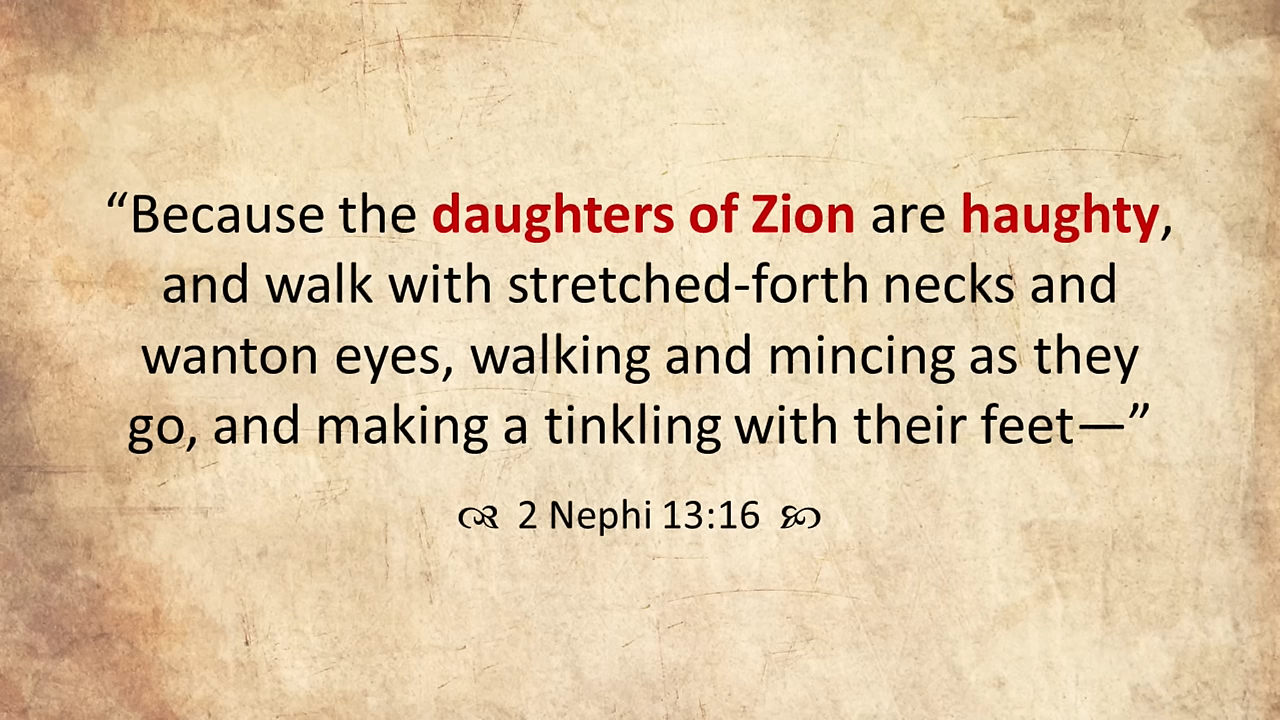 “Because the daughters of Zion are haughty,
and walk with stretched-forth necks and
wanton eyes, walking and mincing as they
go, and making a tinkling with their feet—”
2 Nephi 13:16